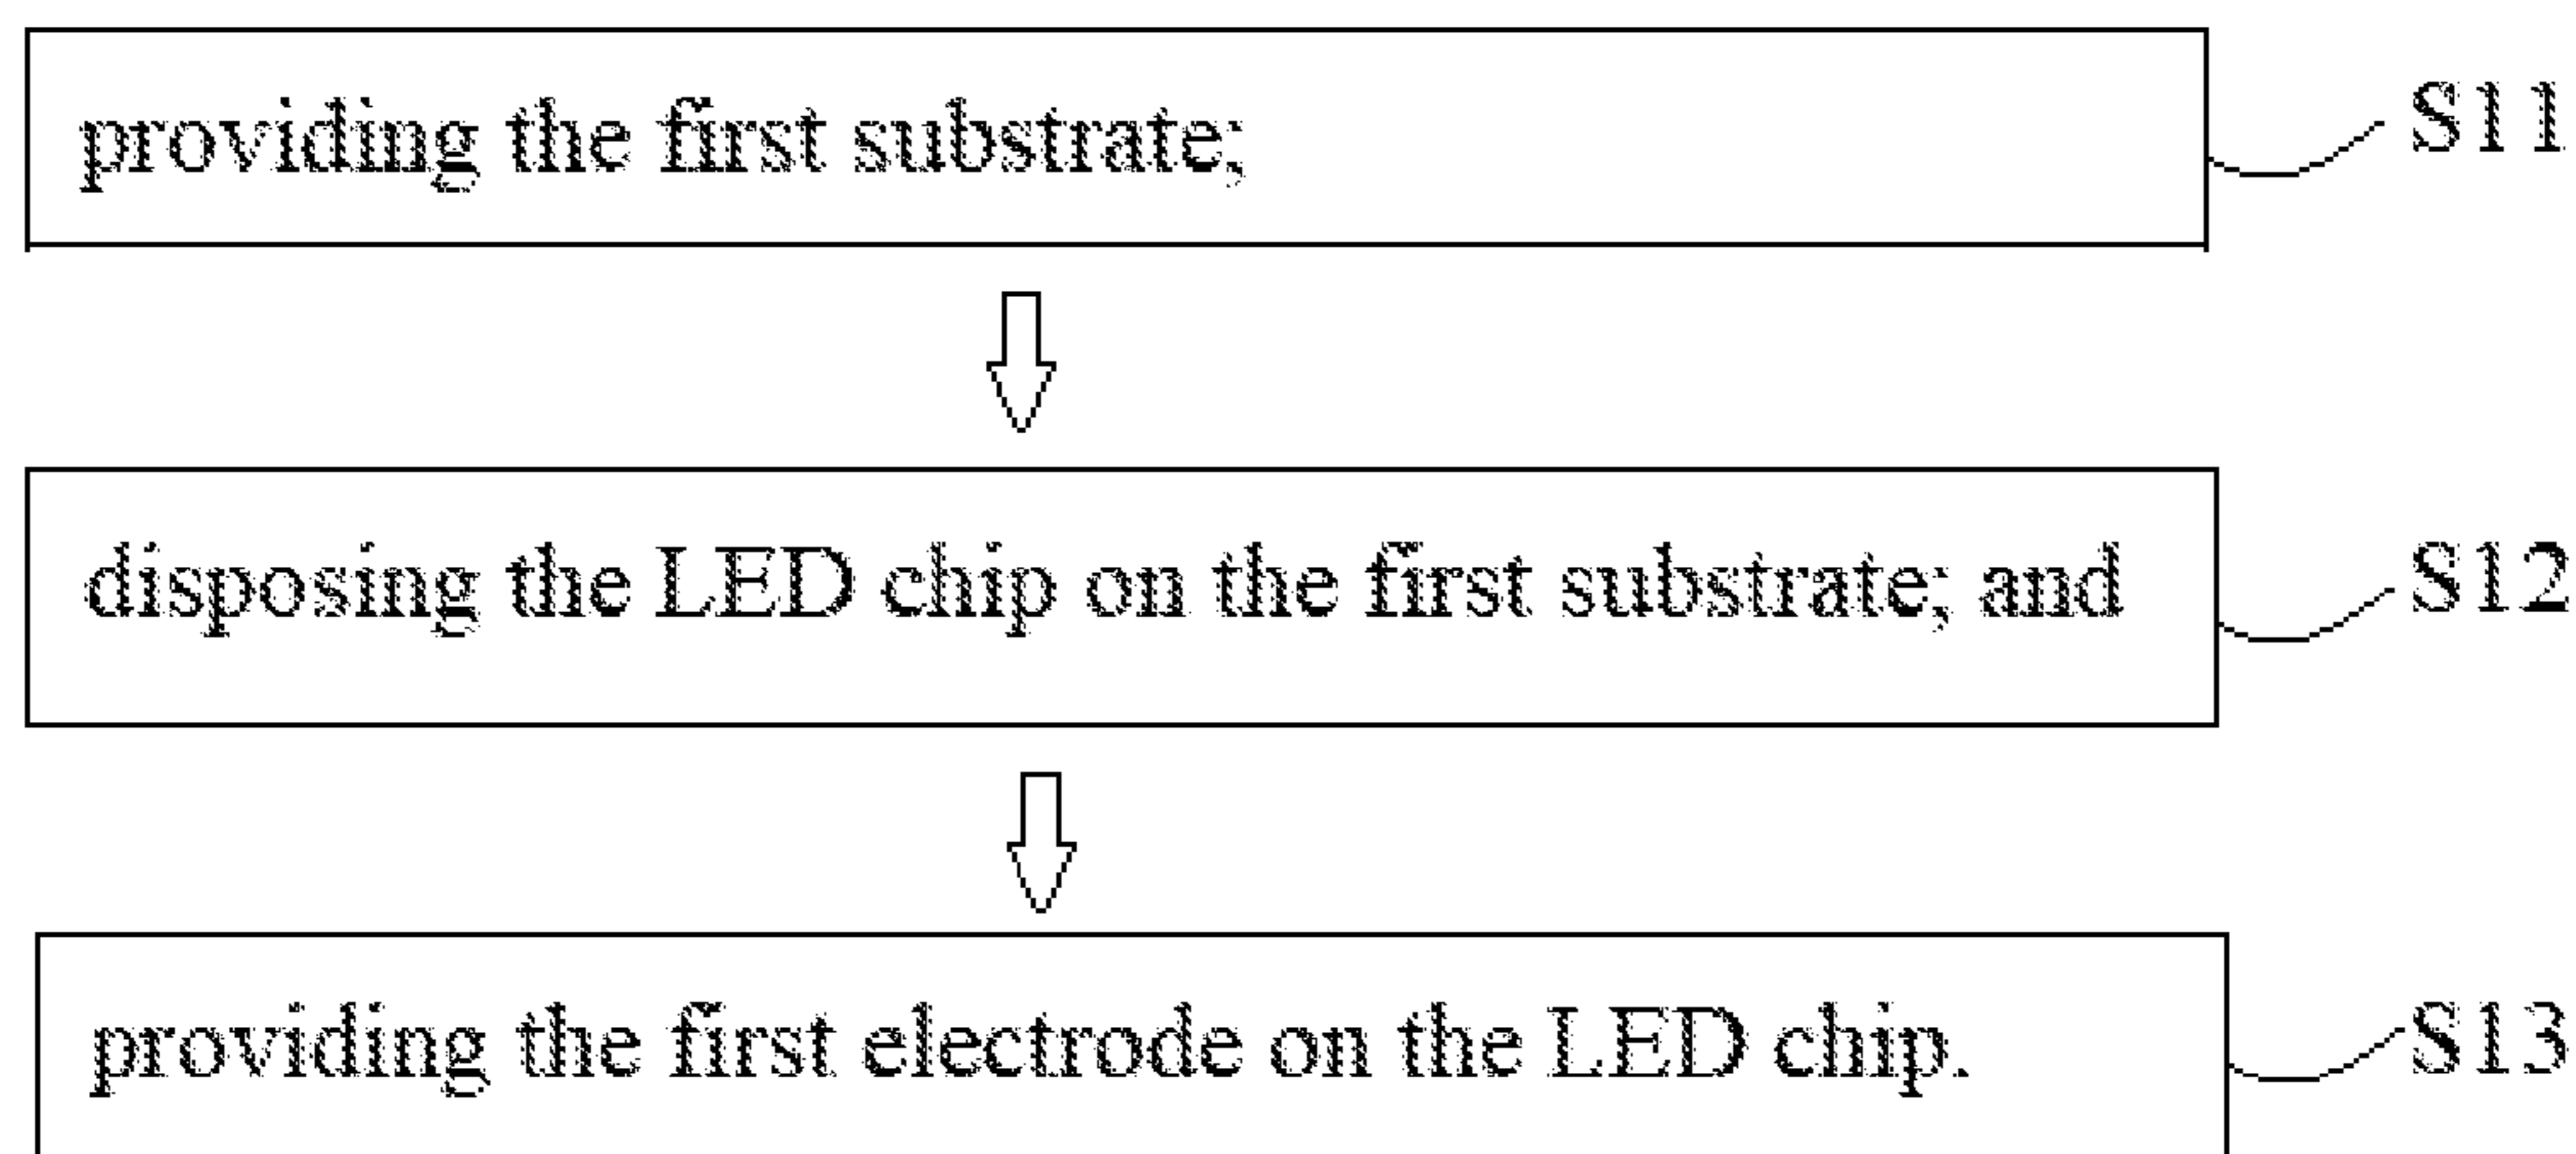 providing the first substrate; S11
disposing the LED chip on the first substrate; and S12
providing the first electrode on the LED chip. S13